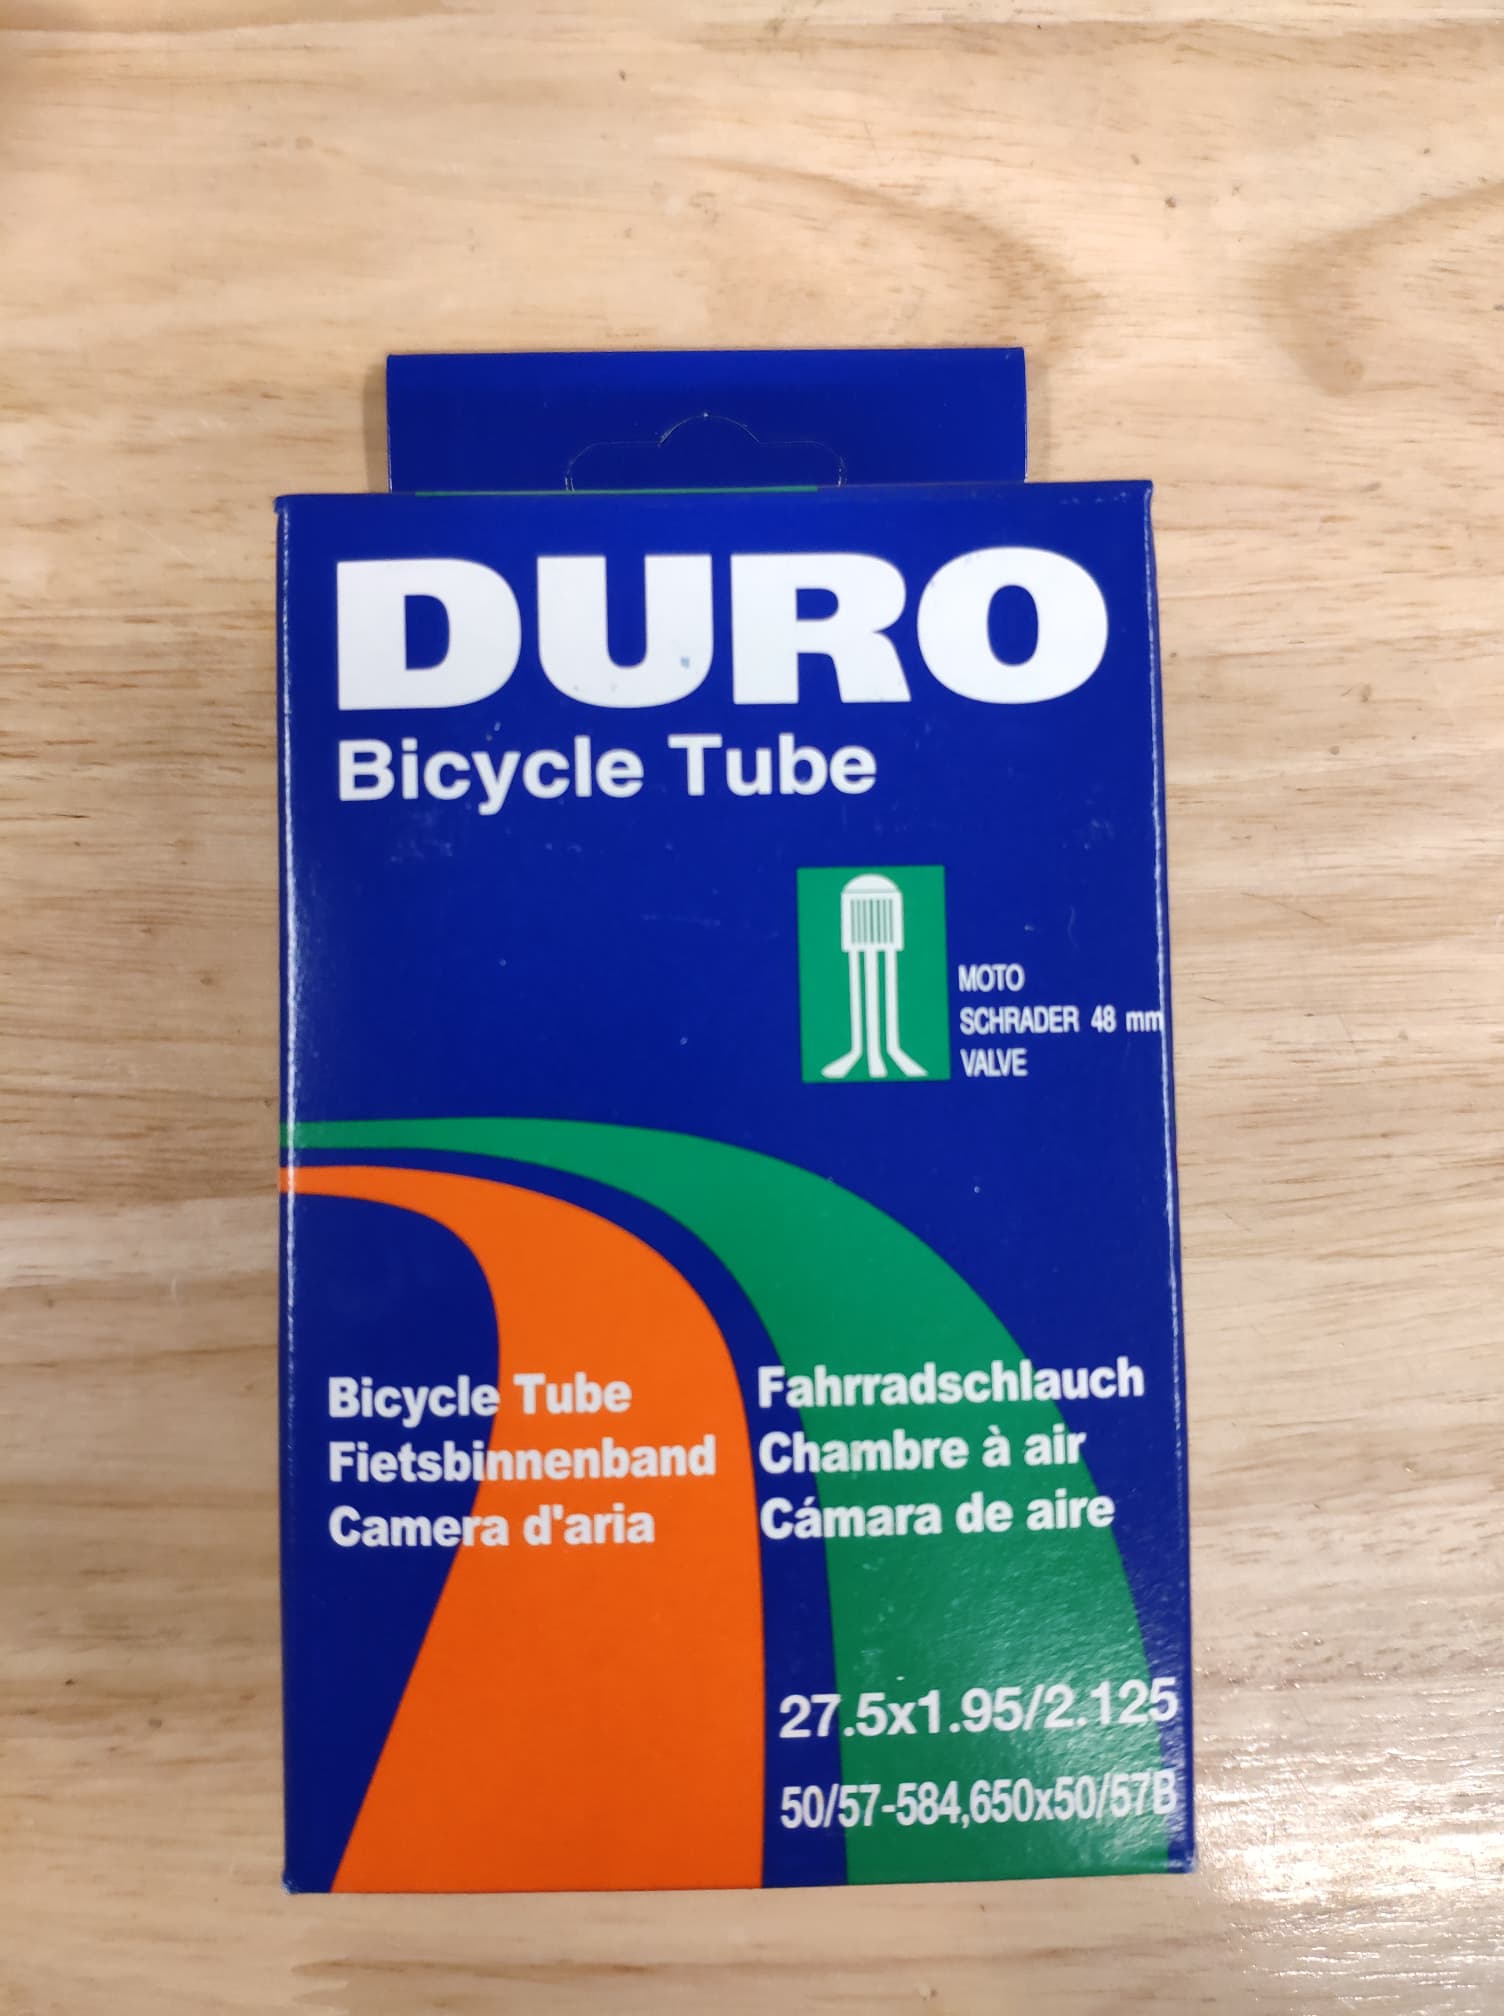 DURO
Bicycle Tube
MOTO
SCHRADER 48 mm
VALVE
Bicycle Tube
Fietsbinnenband
Camera d'aria
Fahrradschlauch
Chambre à air
Cámara de aire
27.5x1.95/2.125
50/57-584,650x50/57B